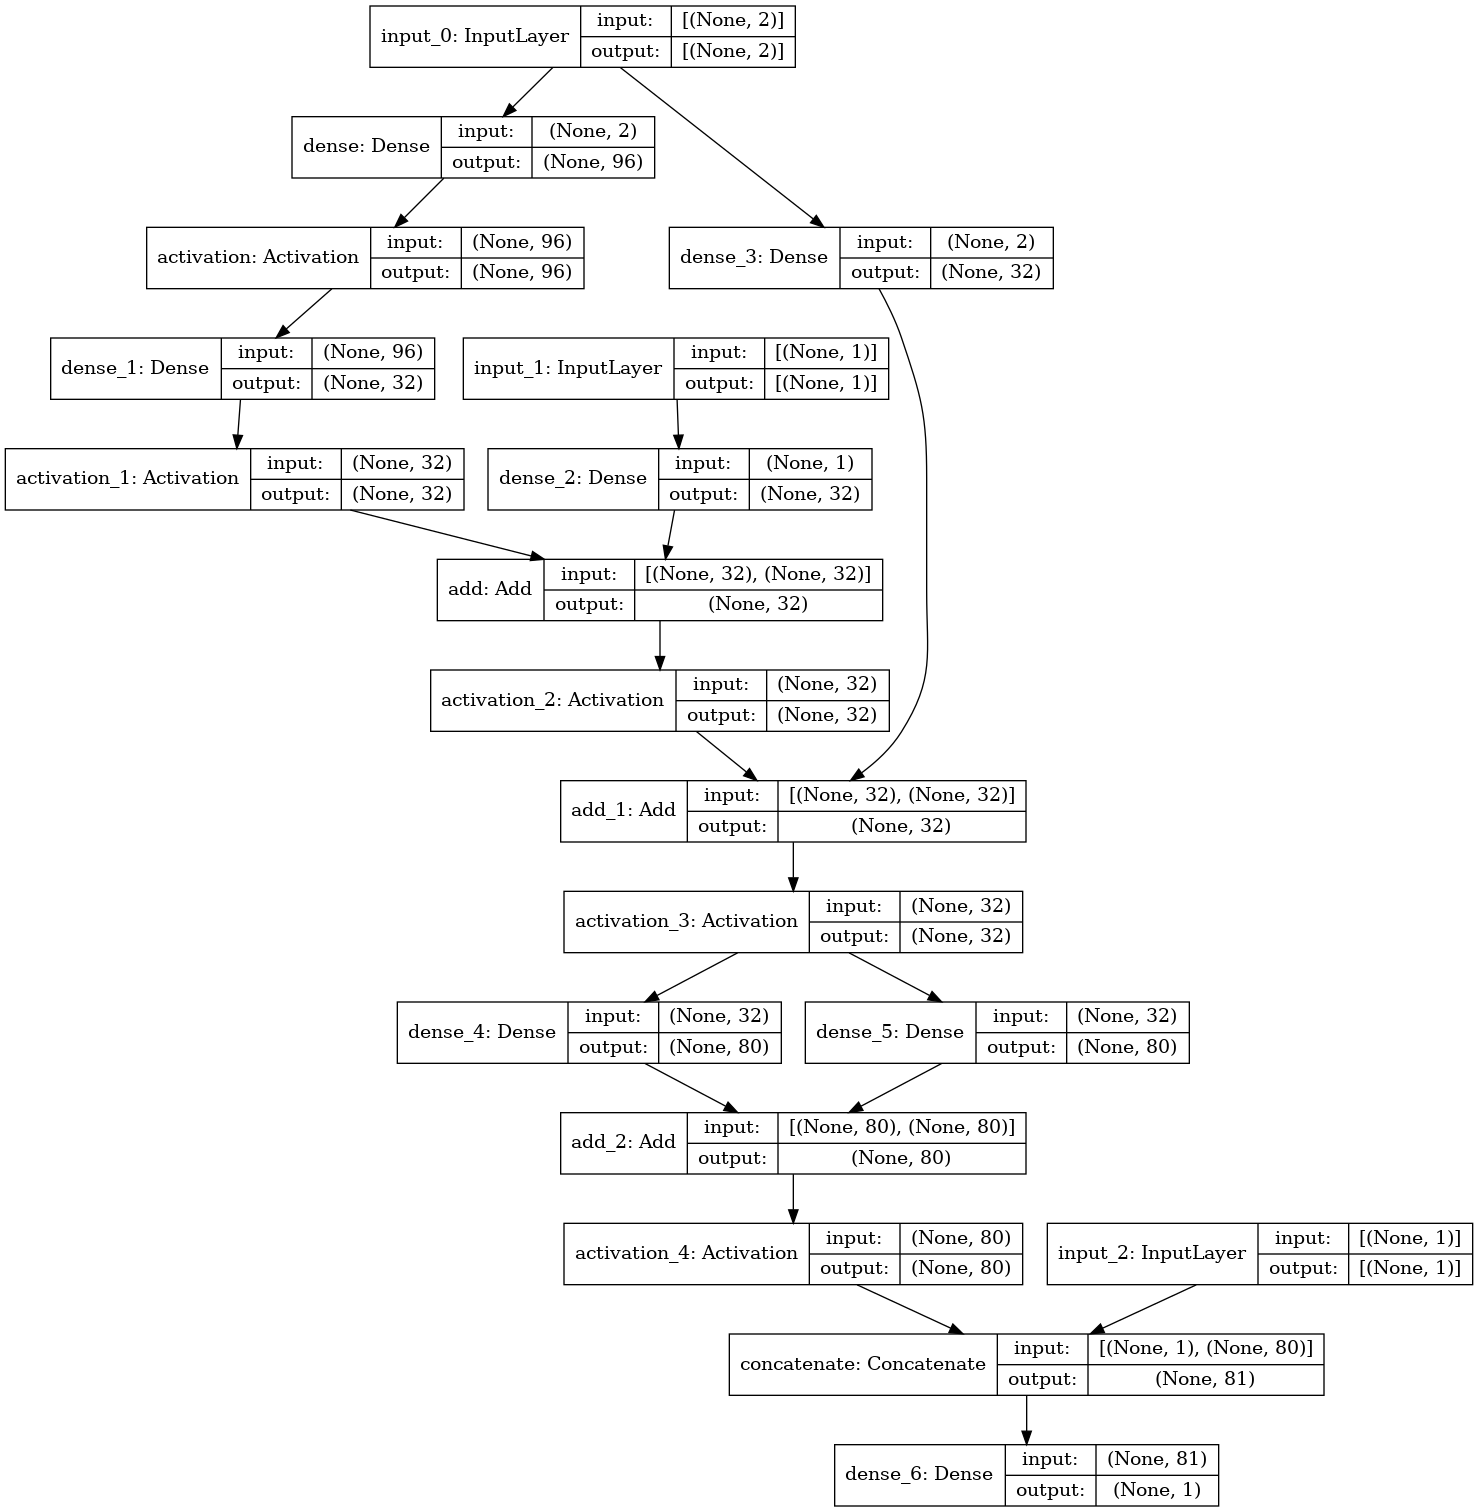 input_0: InputLayer
input:
[(None, 2)]
output:
[(None, 2)]
dense: Dense
input:
(None, 2)
output:
(None, 96)
activation: Activation
input:
(None, 96)
output:
(None, 96)
dense_3: Dense
input:
(None, 2)
output:
(None, 32)
dense_1: Dense
input:
(None, 96)
output:
(None, 32)
input_1: InputLayer
input:
[(None, 1)]
output:
[(None, 1)]
activation_1: Activation
input:
(None, 32)
output:
(None, 32)
dense_2: Dense
input:
(None, 1)
output:
(None, 32)
add: Add
input:
[(None, 32), (None, 32)]
output:
(None, 32)
activation_2: Activation
input:
(None, 32)
output:
(None, 32)
add_1: Add
input:
[(None, 32), (None, 32)]
output:
(None, 32)
activation_3: Activation
input:
(None, 32)
output:
(None, 32)
dense_4: Dense
input:
(None, 32)
output:
(None, 80)
dense_5: Dense
input:
(None, 32)
output:
(None, 80)
add_2: Add
input:
[(None, 80), (None, 80)]
output:
(None, 80)
activation_4: Activation
input:
(None, 80)
output:
(None, 80)
input_2: InputLayer
input:
[(None, 1)]
output:
[(None, 1)]
concatenate: Concatenate
input:
[(None, 1), (None, 80)]
output:
(None, 81)
dense_6: Dense
input:
(None, 81)
output:
(None, 1)